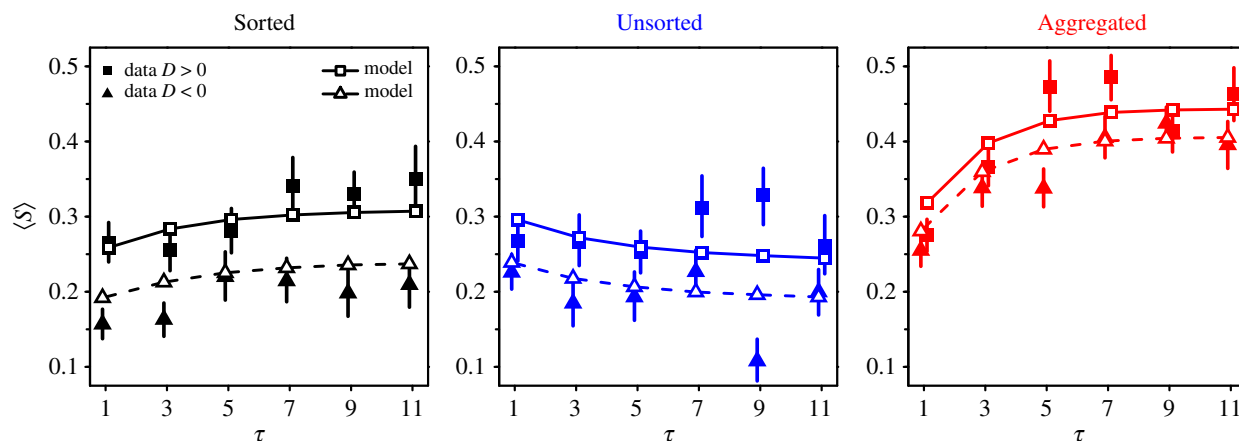 Sorted
Unsorted
Aggregated
0.5
0.4
0.3
0.2
0.1
⟨S⟩
data D > 0
data D < 0
model
model
1 3 5 7 9 11
τ
0.5
0.4
0.3
0.2
0.1
1 3 5 7 9 11
τ
0.5
0.4
0.3
0.2
0.1
1 3 5 7 9 11
τ